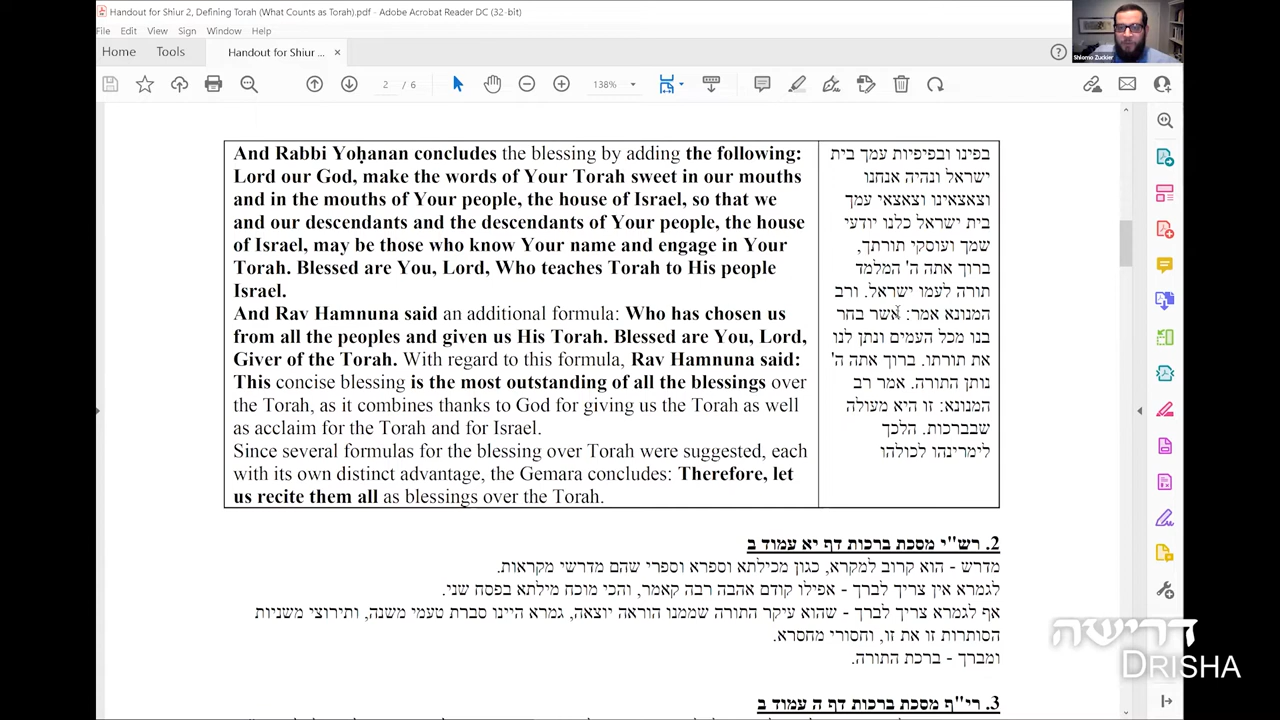 Handout for Shiur 2, Defining Torah (What Counts as Torah).pdf - Adobe Acrobat Reader DC (32-bit)
File Edit View Sign Window Help
Home Tools Handout for Shiur ... ×
2 / 6 138%
Shlomo Zuckier
And Rabbi Yoḥanan concludes the blessing by adding the following:
Lord our God, make the words of Your Torah sweet in our mouths
and in the mouths of Your people, the house of Israel, so that we
and our descendants and the descendants of Your people, the house
of Israel, may be those who know Your name and engage in Your
Torah. Blessed are You, Lord, Who teaches Torah to His people
Israel.
And Rav Hamnuna said an additional formula: Who has chosen us
from all the peoples and given us His Torah. Blessed are You, Lord,
Giver of the Torah. With regard to this formula, Rav Hamnuna said:
This concise blessing is the most outstanding of all the blessings over
the Torah, as it combines thanks to God for giving us the Torah as well
as acclaim for the Torah and for Israel.
Since several formulas for the blessing over Torah were suggested, each
with its own distinct advantage, the Gemara concludes: Therefore, let
us recite them all as blessings over the Torah.
בפינו ובפיפיות עמך בית
ישראל ונהיה אנחנו
וצאצאינו וצאצאי עמך
בית ישראל כלנו יודעי
שמך ועוסקי תורתך,
ברוך אתה ה' המלמד
תורה לעמו ישראל. ורב
המנונא אמר: אשר בחר
בנו מכל העמים ונתן לנו
את תורתו. ברוך אתה ה'
נותן התורה. אמר רב
המנונא: זו היא מעולה
שבברכות. הלכך
לימרינהו לכולהו
2. רש"י מסכת ברכות דף יא עמוד ב
מדרש - הוא קרוב למקרא, כגון מכילתא וספרא וספרי שהם מדרשי מקראות.
לגמרא אין צריך לברך - אפילו קודם אהבה רבה קאמר, והכי מוכח מילתא בפסח שני.
אף לגמרא צריך לברך - שהוא עיקר התורה שממנו הוראה יוצאה, גמרא היינו סברת טעמי משנה, ותירוצי משניות
הסותרות זו את זו, וחסורי מחסרא.
ומברך - ברכת התורה.
3. רי"ף מסכת ברכות דף ה עמוד ב
דרישה
DRISHA